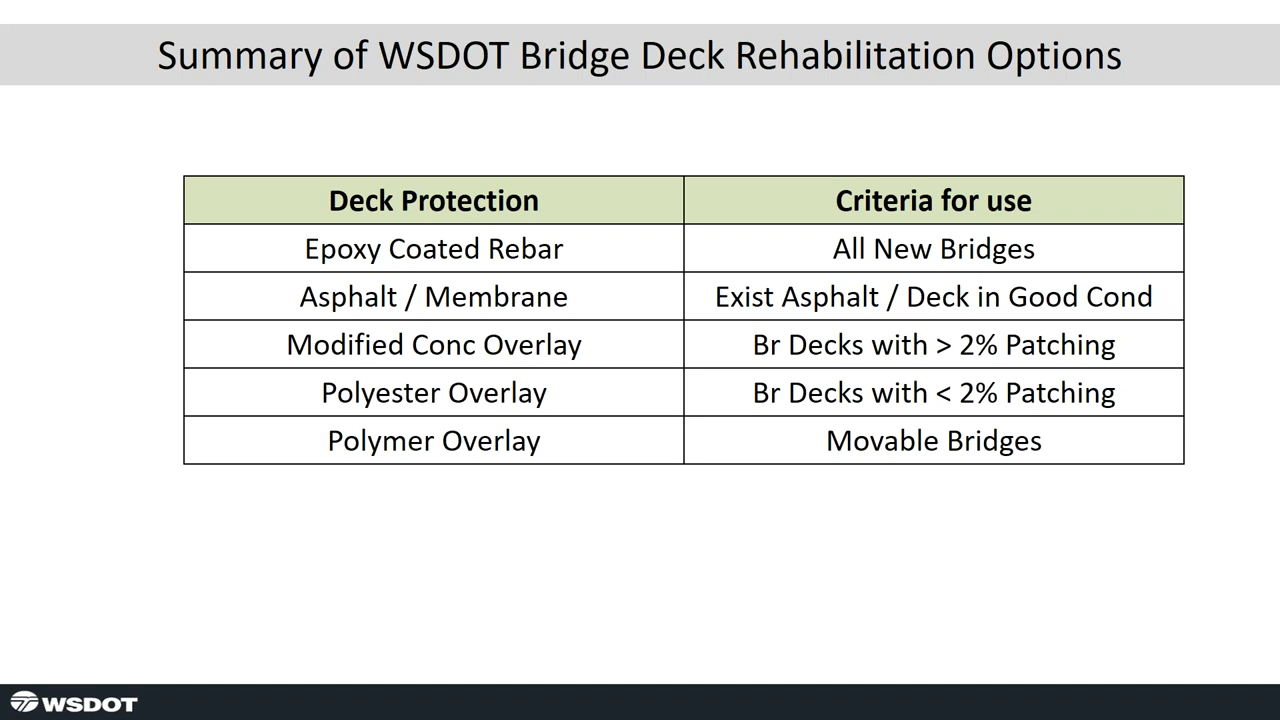 Summary of WSDOT Bridge Deck Rehabilitation Options
Deck Protection
Criteria for use
Epoxy Coated Rebar
All New Bridges
Asphalt / Membrane
Exist Asphalt / Deck in Good Cond
Modified Conc Overlay
Br Decks with > 2% Patching
Polyester Overlay
Br Decks with < 2% Patching
Polymer Overlay
Movable Bridges
WSDOT